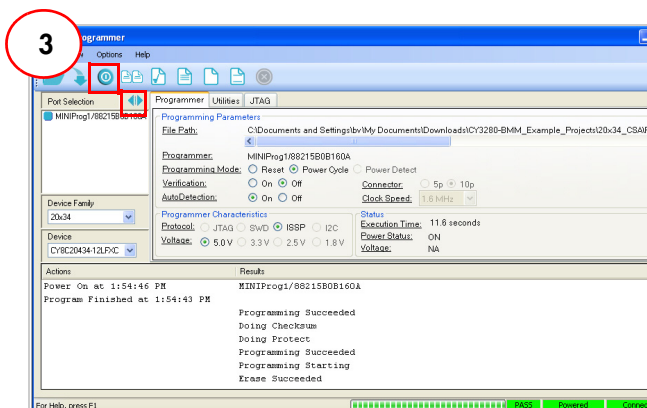 3
rogrammer
Options Help
Port Selection
MINIProg1/88215B0B160A
Programmer Utilities JTAG
Programming Parameters
File Path: C:\Documents and Settings\bv\My Documents\Downloads\CY3280-BMM_Example_Projects\20x34_CSA\F
Programmer: MINIProg1/88215B0B160A
Programming Mode: Reset Power Cycle Power Detect
Verification: On Off Connector: 5p 10p
AutoDetection: On Off Clock Speed: 1.6 MHz
Device Family
20x34
Device
CY8C20434-12LFXC
Programmer Characteristics
Protocol: JTAG SWD ISSP I2C
Voltage: 5.0 V 3.3 V 2.5 V 1.8 V
Status
Execution Time: 11.6 seconds
Power Status: ON
Voltage: NA
Actions Results
Power On at 1:54:46 PM MINIProg1/88215B0B160A
Program Finished at 1:54:43 PM
Programming Succeeded
Doing Checksum
Doing Protect
Programming Succeeded
Programming Starting
Erase Succeeded
For Help, press F1 PASS Powered Connec